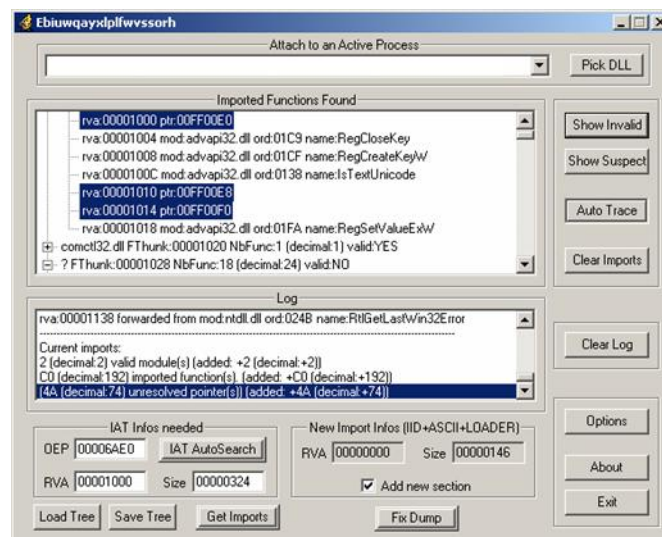 Ebiuwqayxlplfwvssorh
Attach to an Active Process
Pick DLL
Imported Functions Found
rva:00001000 ptr:00FF00E0
rva:00001004 mod:advapi32.dll ord:01C9 name:RegCloseKey
rva:00001008 mod:advapi32.dll ord:01CF name:RegCreateKeyW
rva:0000100C mod:advapi32.dll ord:0138 name:IsTextUnicode
rva:00001010 ptr:00FF00E8
rva:00001014 ptr:00FF00F0
rva:00001018 mod:advapi32.dll ord:01FA name:RegSetValueExW
comctl32.dll FThunk:00001020 NbFunc:1 (decimal:1) valid:YES
? FThunk:00001028 NbFunc:18 (decimal:24) valid:NO
Show Invalid
Show Suspect
Auto Trace
Clear Imports
Log
rva:00001138 forwarded from mod:ntdll.dll ord:024B name:RtlGetLastWin32Error
Current imports:
2 (decimal:2) valid module(s) (added: +2 (decimal:+2))
C0 (decimal:192) imported function(s). (added: +C0 (decimal:+192))
(4A (decimal:74) unresolved pointer(s)) (added: +4A (decimal:+74))
Clear Log
IAT Infos needed
OEP 00006AE0 IAT AutoSearch
RVA 00001000 Size 00000324
New Import Infos (IID+ASCII+LOADER)
RVA 00000000 Size 00000146
Add new section
Load Tree Save Tree Get Imports Fix Dump
Options
About
Exit